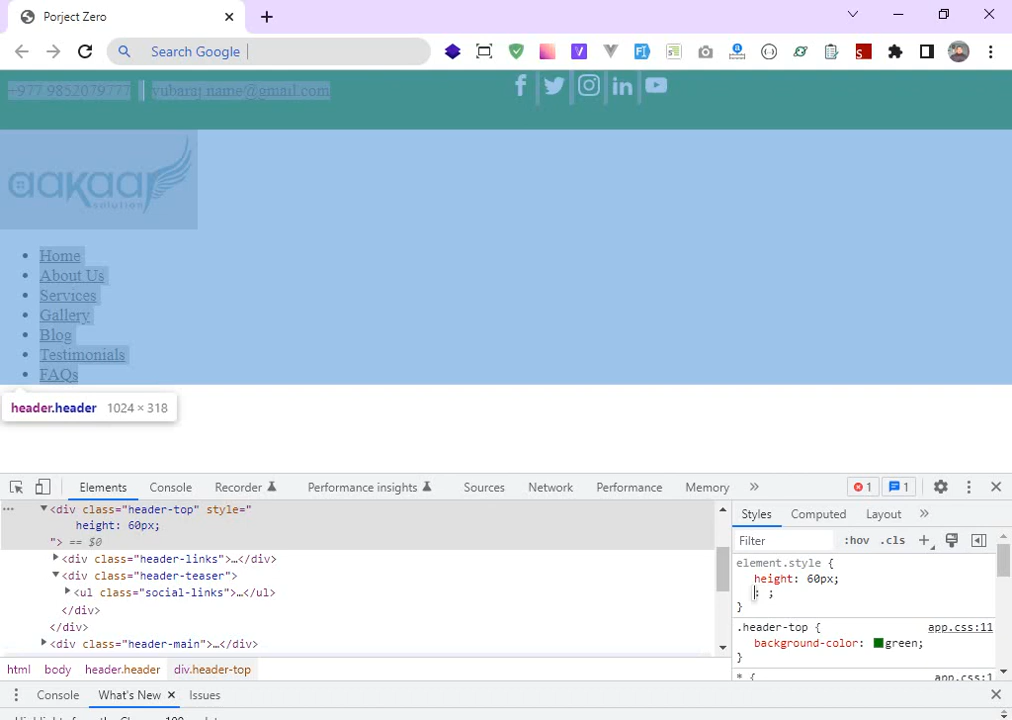 Porject Zero
Search Google
+977 9852079777 yubaraj.name@gmail.com
aakaar
solution
Home
About Us
Services
Gallery
Blog
Testimonials
FAQs
header.header 1024 × 318
Elements Console Recorder Performance insights Sources Network Performance Memory » 1 1
<div class="header-top" style="
height: 60px;
"> == $0
<div class="header-links">…</div>
<div class="header-teaser">
<ul class="social-links">…</ul>
</div>
</div>
<div class="header-main">…</div>
html body header.header div.header-top
Styles Computed Layout »
Filter :hov .cls +
element.style {
height: 60px;
: ;
}
.header-top { app.css:11
background-color: green;
}
* { app.css:1
Console What's New Issues